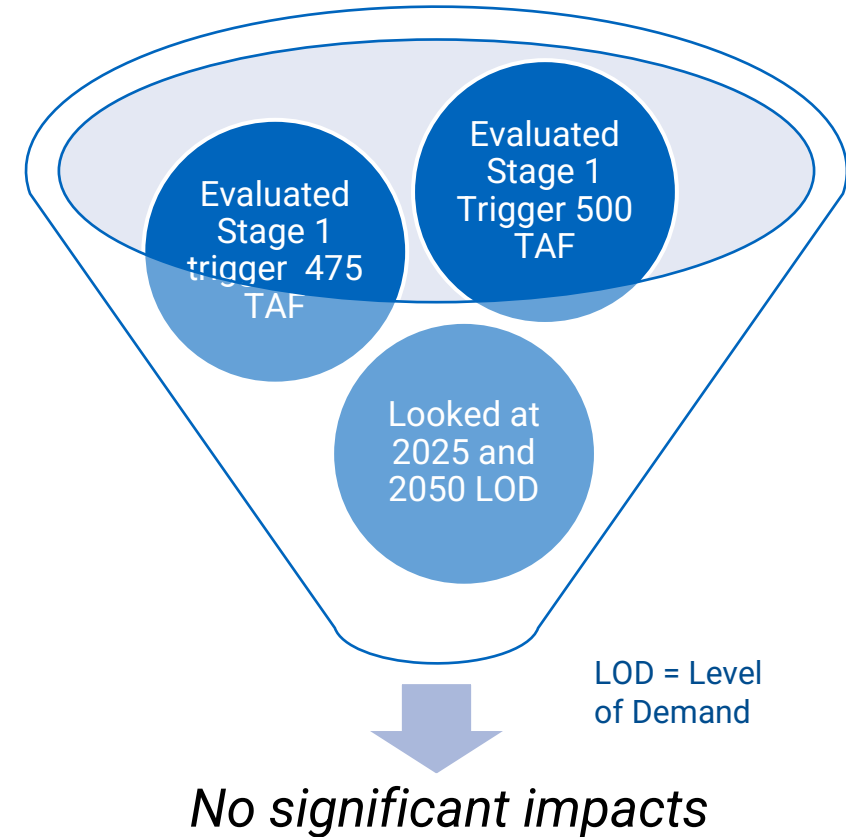 Evaluated
Stage 1
trigger 475
TAF
Evaluated
Stage 1
Trigger 500
TAF
Looked at
2025 and
2050 LOD
LOD = Level
of Demand
No significant impacts